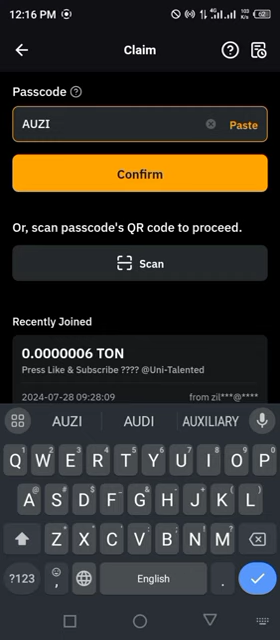 12:16 PM
Claim
Passcode
AUZI
Paste
Confirm
Or, scan passcode's QR code to proceed.
Scan
Recently Joined
0.0000006 TON
Press Like & Subscribe ???? @Uni-Talented
2024-07-28 09:28:09 from zil***@****
AUZI AUDI AUXILIARY
Q W E R T Y U I O P
A S D F G H J K L
Z X C V B N M
?123 , English .